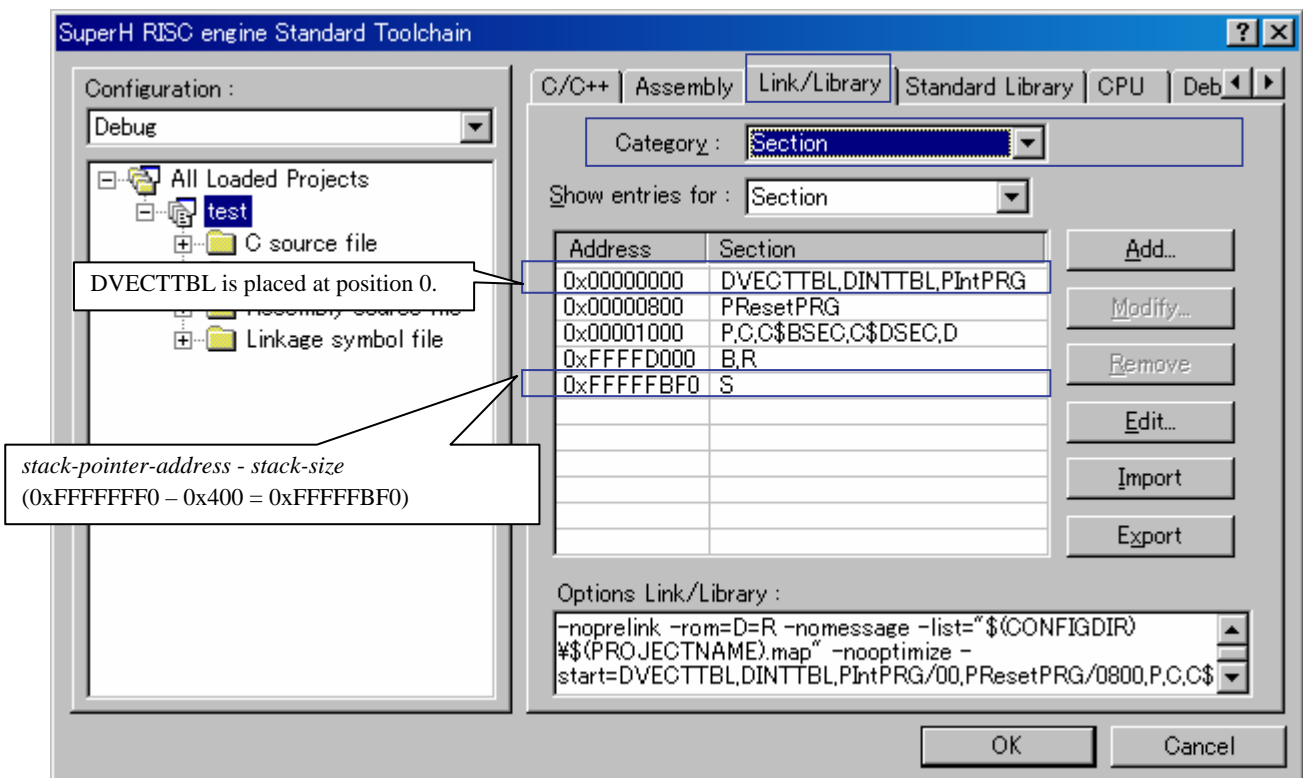 SuperH RISC engine Standard Toolchain
Configuration :
Debug
All Loaded Projects
test
C source file
DVECTTBL is placed at position 0.
Assembly source file
Linkage symbol file
stack-pointer-address - stack-size
(0xFFFFFFF0 – 0x400 = 0xFFFFFBF0)
C/C++ Assembly Link/Library Standard Library CPU Deb
Category : Section
Show entries for : Section
Address Section
0x00000000 DVECTTBL,DINTTBL,PIntPRG
0x00000800 PResetPRG
0x00001000 P,C,C$BSEC,C$DSEC,D
0xFFFFD000 B,R
0xFFFFFBF0 S
Add...
Modify...
Remove
Edit...
Import
Export
Options Link/Library :
-noprelink -rom=D=R -nomessage -list="$(CONFIGDIR)
¥$(PROJECTNAME).map" -nooptimize -
start=DVECTTBL,DINTTBL,PIntPRG/00,PResetPRG/0800,P,C,C$
OK Cancel